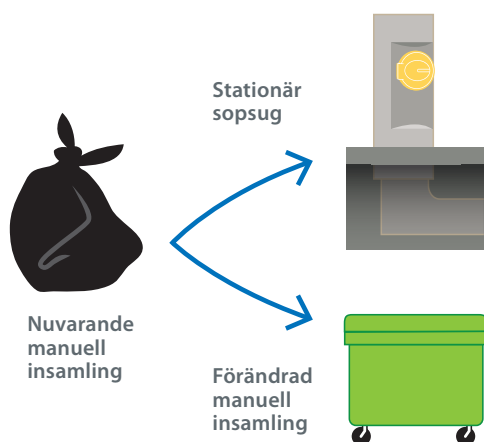 Stationär
sopsug
Nuvarande
manuell
insamling
Förändrad
manuell
insamling